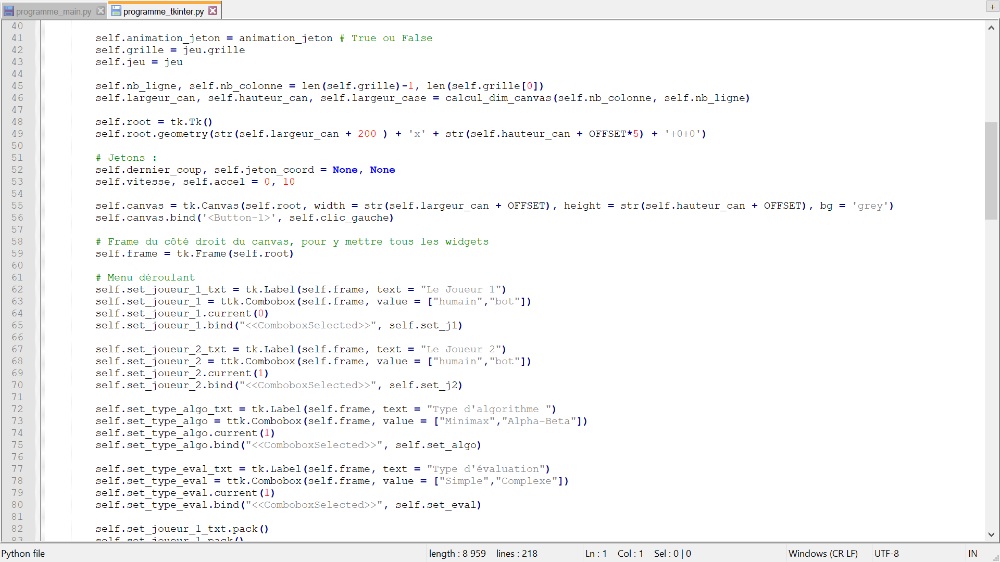 programme_main.py programme_tkinter.py +
40
41 self.animation_jeton = animation_jeton # True ou False
42 self.grille = jeu.grille
43 self.jeu = jeu
44
45 self.nb_ligne, self.nb_colonne = len(self.grille)-1, len(self.grille[0])
46 self.largeur_can, self.hauteur_can, self.largeur_case = calcul_dim_canvas(self.nb_colonne, self.nb_ligne)
47
48 self.root = tk.Tk()
49 self.root.geometry(str(self.largeur_can + 200 ) + 'x' + str(self.hauteur_can + OFFSET*5) + '+0+0')
50
51 # Jetons :
52 self.dernier_coup, self.jeton_coord = None, None
53 self.vitesse, self.accel = 0, 10
54
55 self.canvas = tk.Canvas(self.root, width = str(self.largeur_can + OFFSET), height = str(self.hauteur_can + OFFSET), bg = 'grey')
56 self.canvas.bind('<Button-1>', self.clic_gauche)
57
58 # Frame du côté droit du canvas, pour y mettre tous les widgets
59 self.frame = tk.Frame(self.root)
60
61 # Menu déroulant
62 self.set_joueur_1_txt = tk.Label(self.frame, text = "Le Joueur 1")
63 self.set_joueur_1 = ttk.Combobox(self.frame, value = ["humain","bot"])
64 self.set_joueur_1.current(0)
65 self.set_joueur_1.bind("<<ComboboxSelected>>", self.set_j1)
66
67 self.set_joueur_2_txt = tk.Label(self.frame, text = "Le Joueur 2")
68 self.set_joueur_2 = ttk.Combobox(self.frame, value = ["humain","bot"])
69 self.set_joueur_2.current(1)
70 self.set_joueur_2.bind("<<ComboboxSelected>>", self.set_j2)
71
72 self.set_type_algo_txt = tk.Label(self.frame, text = "Type d'algorithme ")
73 self.set_type_algo = ttk.Combobox(self.frame, value = ["Minimax","Alpha-Beta"])
74 self.set_type_algo.current(1)
75 self.set_type_algo.bind("<<ComboboxSelected>>", self.set_algo)
76
77 self.set_type_eval_txt = tk.Label(self.frame, text = "Type d'évaluation")
78 self.set_type_eval = ttk.Combobox(self.frame, value = ["Simple","Complexe"])
79 self.set_type_eval.current(1)
80 self.set_type_eval.bind("<<ComboboxSelected>>", self.set_eval)
81
82 self.set_joueur_1_txt.pack()
83 self.set_joueur_1.pack()
Python file length : 8 959 lines : 218 Ln : 1 Col : 1 Sel : 0 | 0 Windows (CR LF) UTF-8 IN